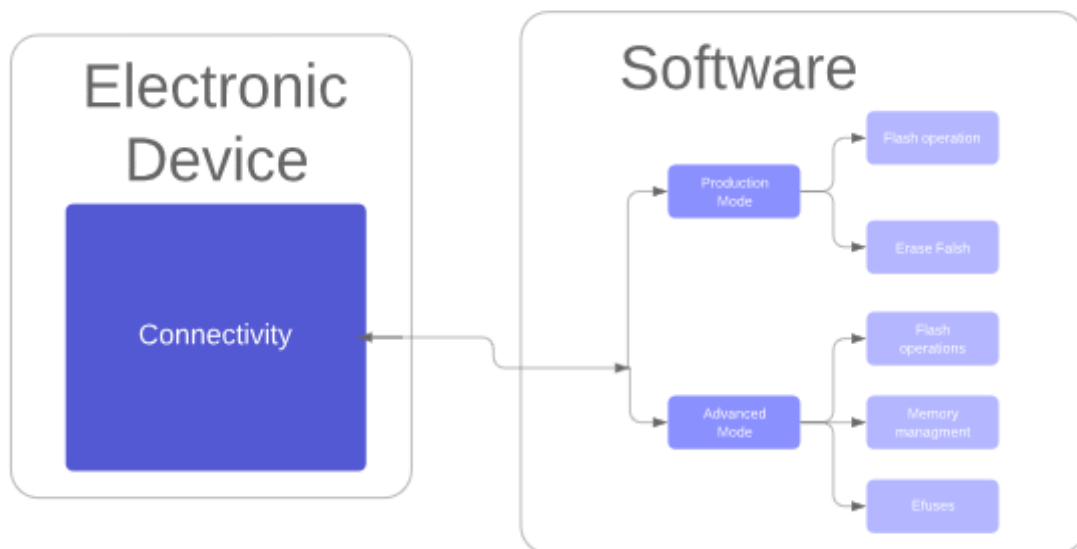 Electronic
Device
Connectivity
Software
Production
Mode
Flash operation
Erase Falsh
Advanced
Mode
Flash
operations
Memory
managment
Efuses